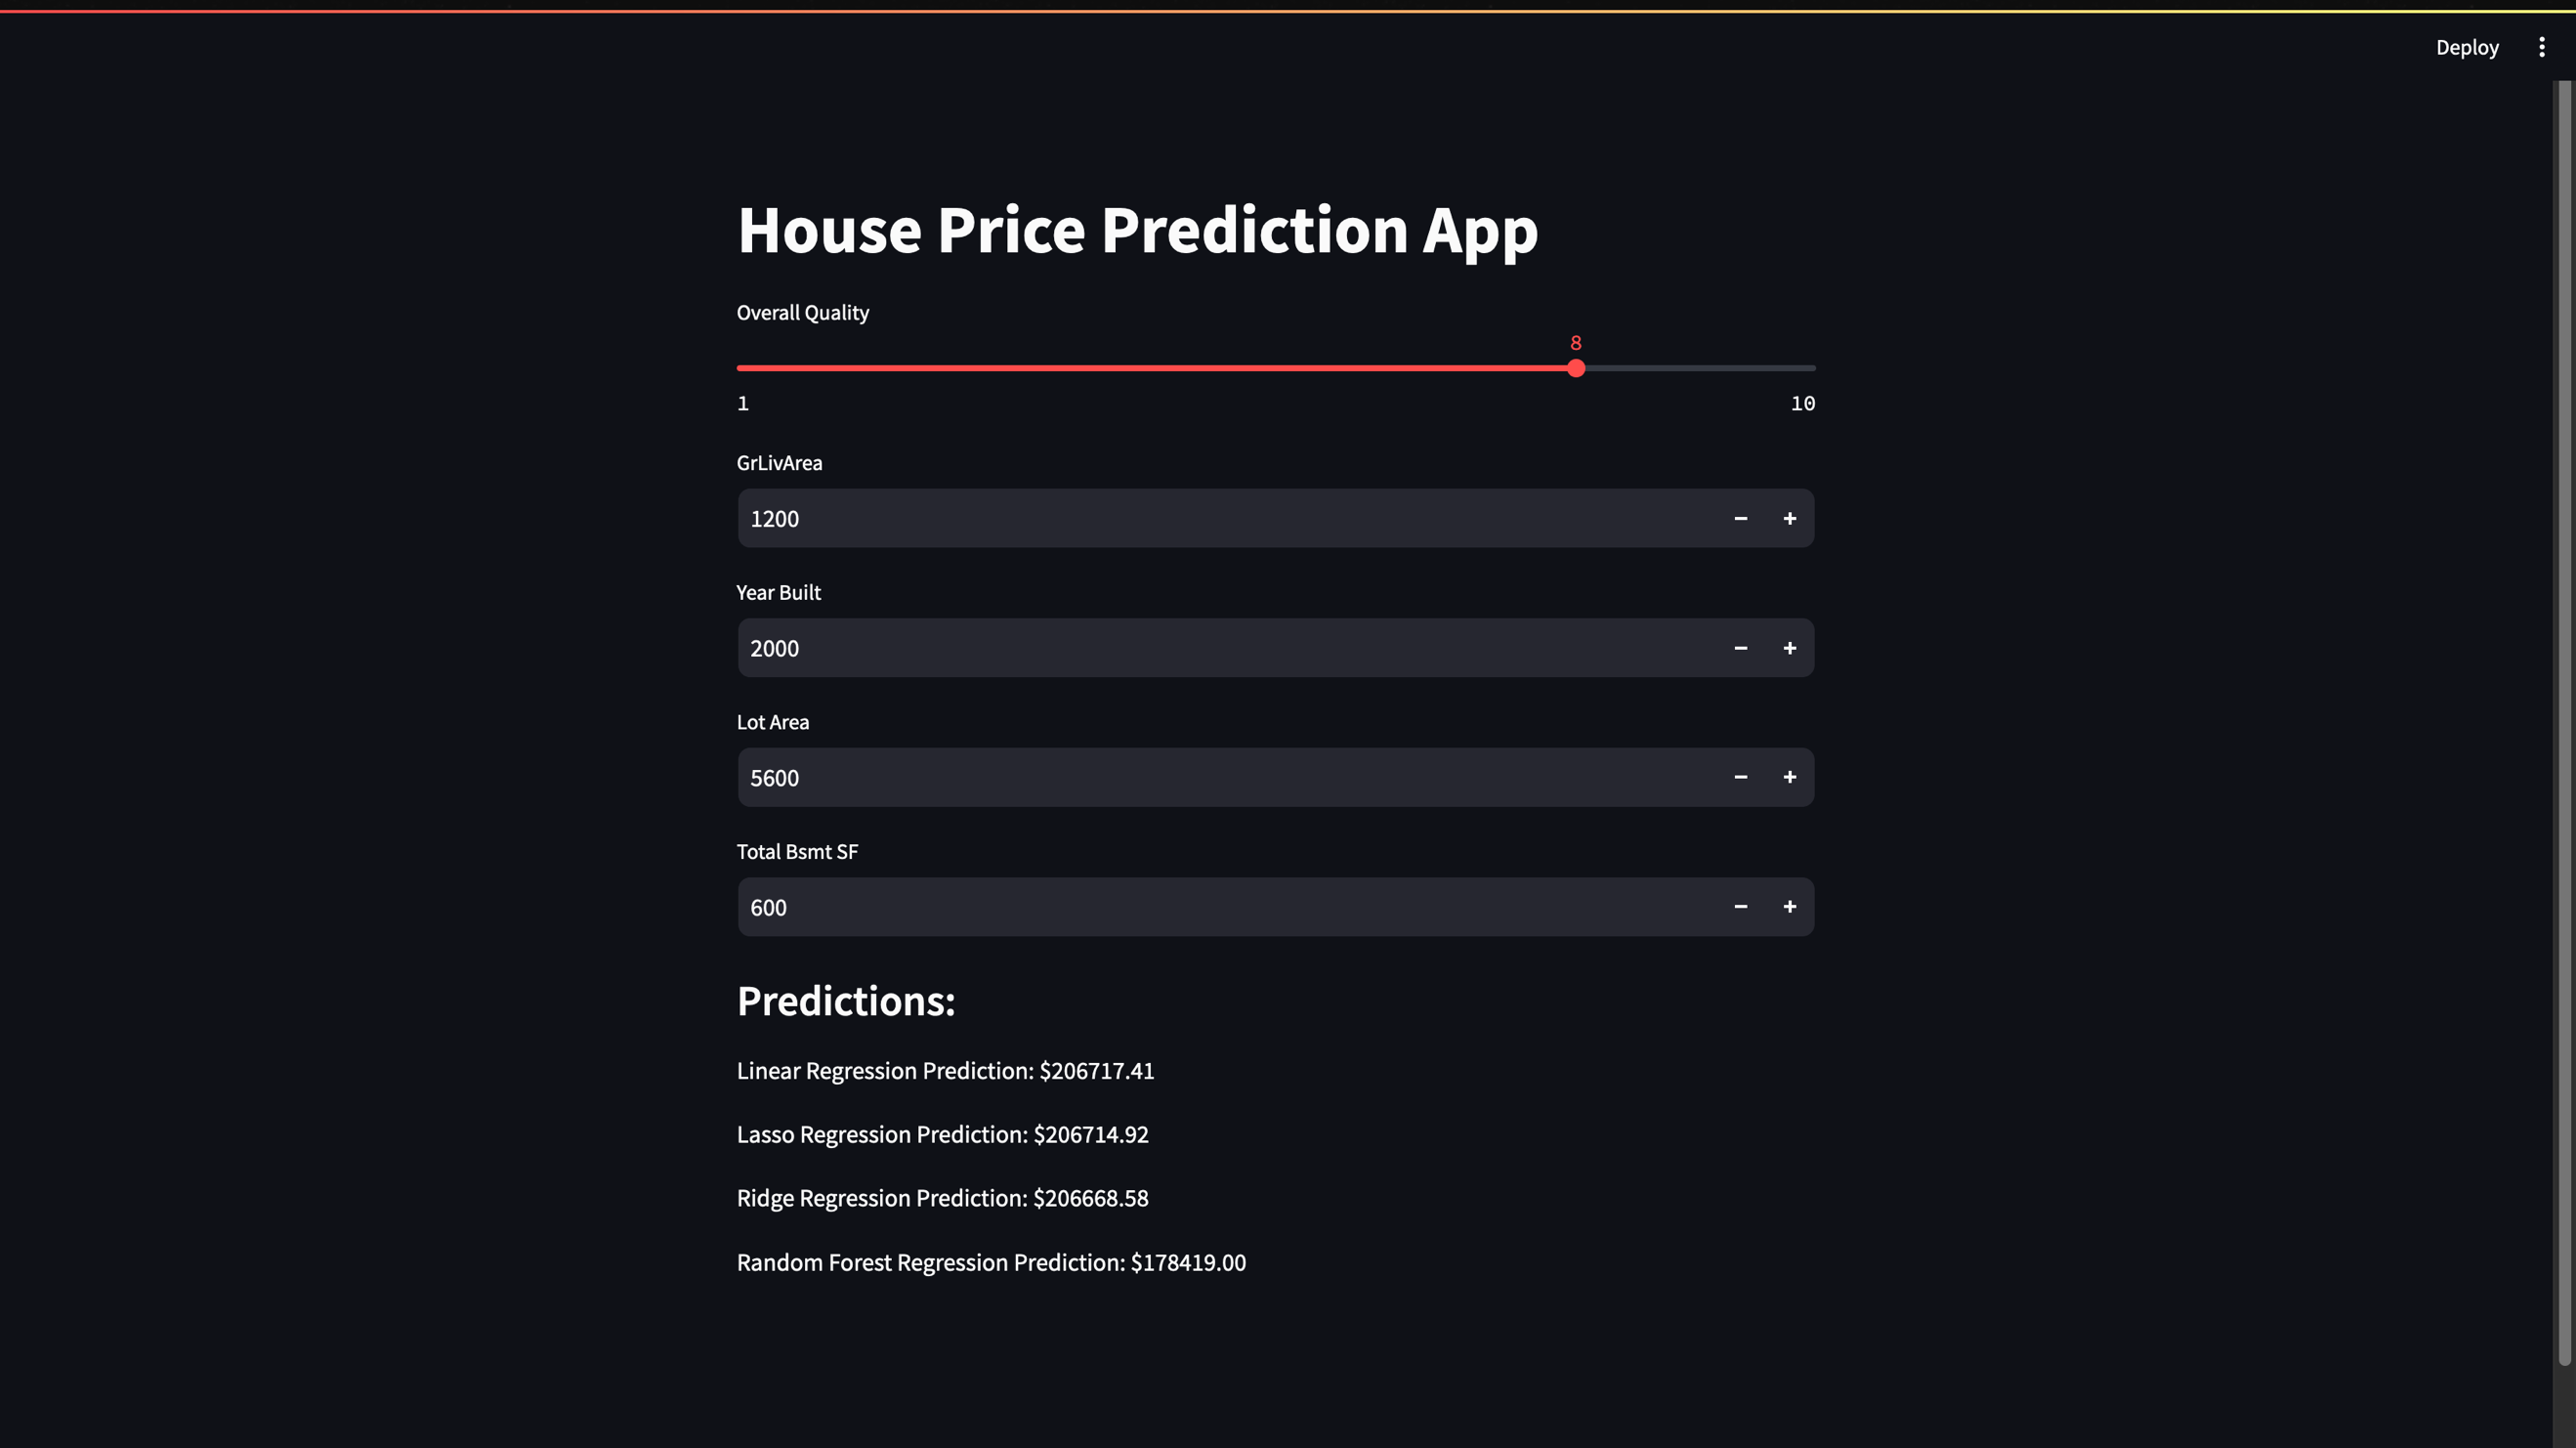 Deploy
House Price Prediction App
Overall Quality
8
1 10
GrLivArea
1200
Year Built
2000
Lot Area
5600
Total Bsmt SF
600
Predictions:
Linear Regression Prediction: $206717.41
Lasso Regression Prediction: $206714.92
Ridge Regression Prediction: $206668.58
Random Forest Regression Prediction: $178419.00